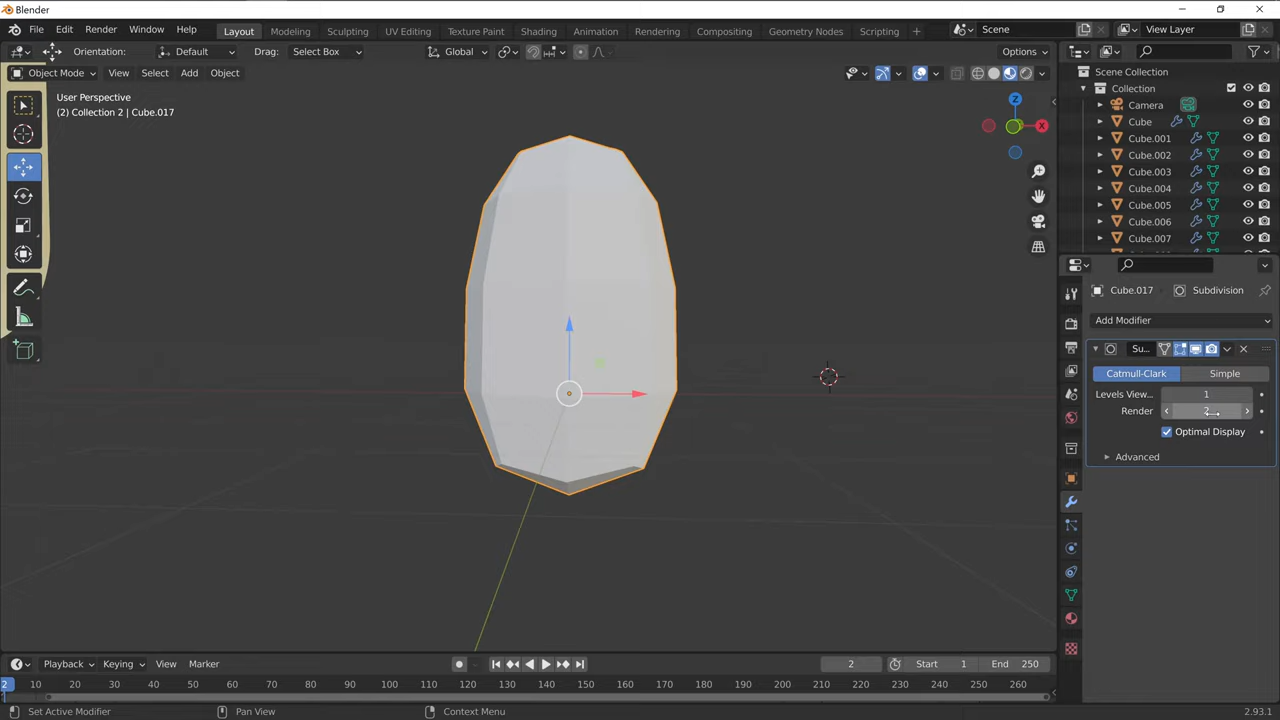 Blender
File Edit Render Window Help Layout Modeling Sculpting UV Editing Texture Paint Shading Animation Rendering Compositing Geometry Nodes Scripting + Scene View Layer
Orientation: Default Drag: Select Box Global Options
Object Mode View Select Add Object
User Perspective
(2) Collection 2 | Cube.017
Z
X
Scene Collection
Collection
Camera
Cube
Cube.001
Cube.002
Cube.003
Cube.004
Cube.005
Cube.006
Cube.007
Cube.017 Subdivision
Add Modifier
Su...
Catmull-Clark Simple
Levels View... 1
Render 2
Optimal Display
Advanced
Playback Keying View Marker 2 Start 1 End 250
2 10 20 30 40 50 60 70 80 90 100 110 120 130 140 150 160 170 180 190 200 210 220 230 240 250 260
Set Active Modifier Pan View Context Menu 2.93.1